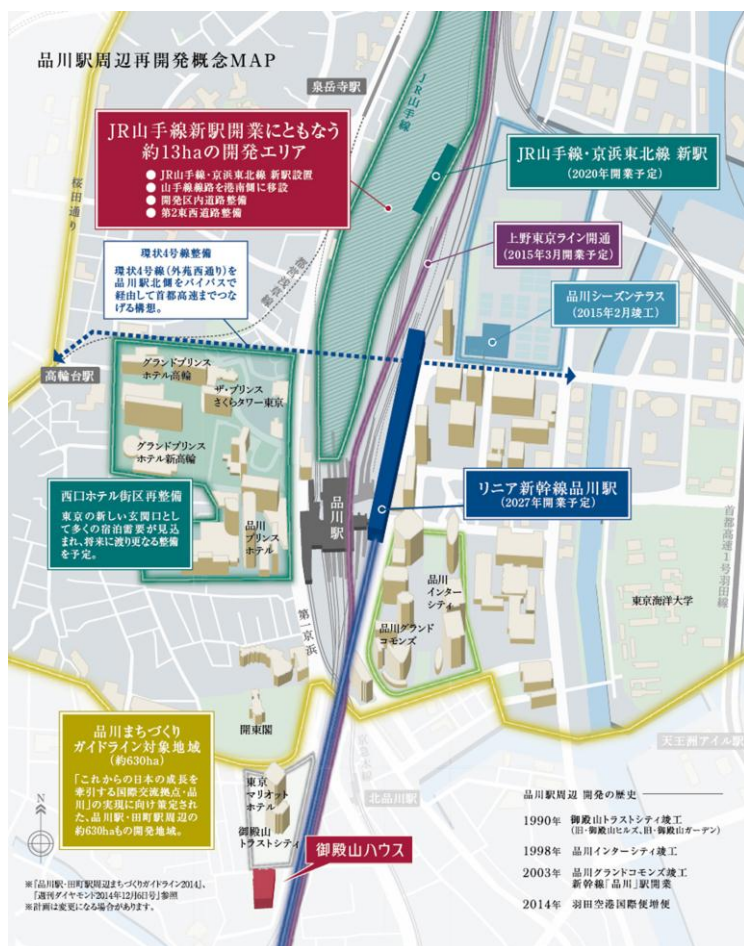 品川駅周辺再開発概念MAP
泉岳寺駅
JR山手線
JR山手線新駅開業にともなう
約13haの開発エリア
● JR山手線・京浜東北線 新駅設置
● 山手線線路を港南側に移設
● 開発区内道路整備
● 第2東西道路整備
JR山手線・京浜東北線 新駅
(2020年開業予定)
桜田通り
上野東京ライン開通
(2015年3月開業予定)
環状4号線整備
環状4号線(外苑西通り)を
品川駅北側をバイパスで
経由して首都高速までつな
げる構想。
都営浅草線
品川シーズンテラス
(2015年2月竣工)
高輪台駅
グランドプリンス
ホテル高輪
ザ・プリンス
さくらタワー東京
グランドプリンス
ホテル新高輪
西口ホテル街区再整備
東京の新しい玄関口と
して多くの宿泊需要が見込
まれ、将来に渡り更なる整備
を予定。
品川
プリンス
ホテル
品川駅
リニア新幹線品川駅
(2027年開業予定)
首都高速1号羽田線
品川
インター
シティ
品川グランド
コモンズ
東京海洋大学
第一京浜
品川まちづくり
ガイドライン対象地域
(約630ha)
「これからの日本の成長を
牽引する国際交流拠点・品
川」の実現に向け策定され
た、品川駅・田町駅周辺の
約630haもの開発地域。
開東閣
天王洲アイル駅
京急本線
北品川駅
東京
マリオット
ホテル
御殿山
トラストシティ
御殿山ハウス
N
※「品川駅・田町駅周辺まちづくりガイドライン2014」、
「週刊ダイヤモンド2014年12月6日号」参照
※計画は変更になる場合があります。
品川駅周辺 開発の歴史
1990年 御殿山トラストシティ竣工
(旧・御殿山ヒルズ、旧・御殿山ガーデン)
1998年 品川インターシティ竣工
2003年 品川グランドコモンズ竣工
新幹線「品川」駅開業
2014年 羽田空港国際便増便